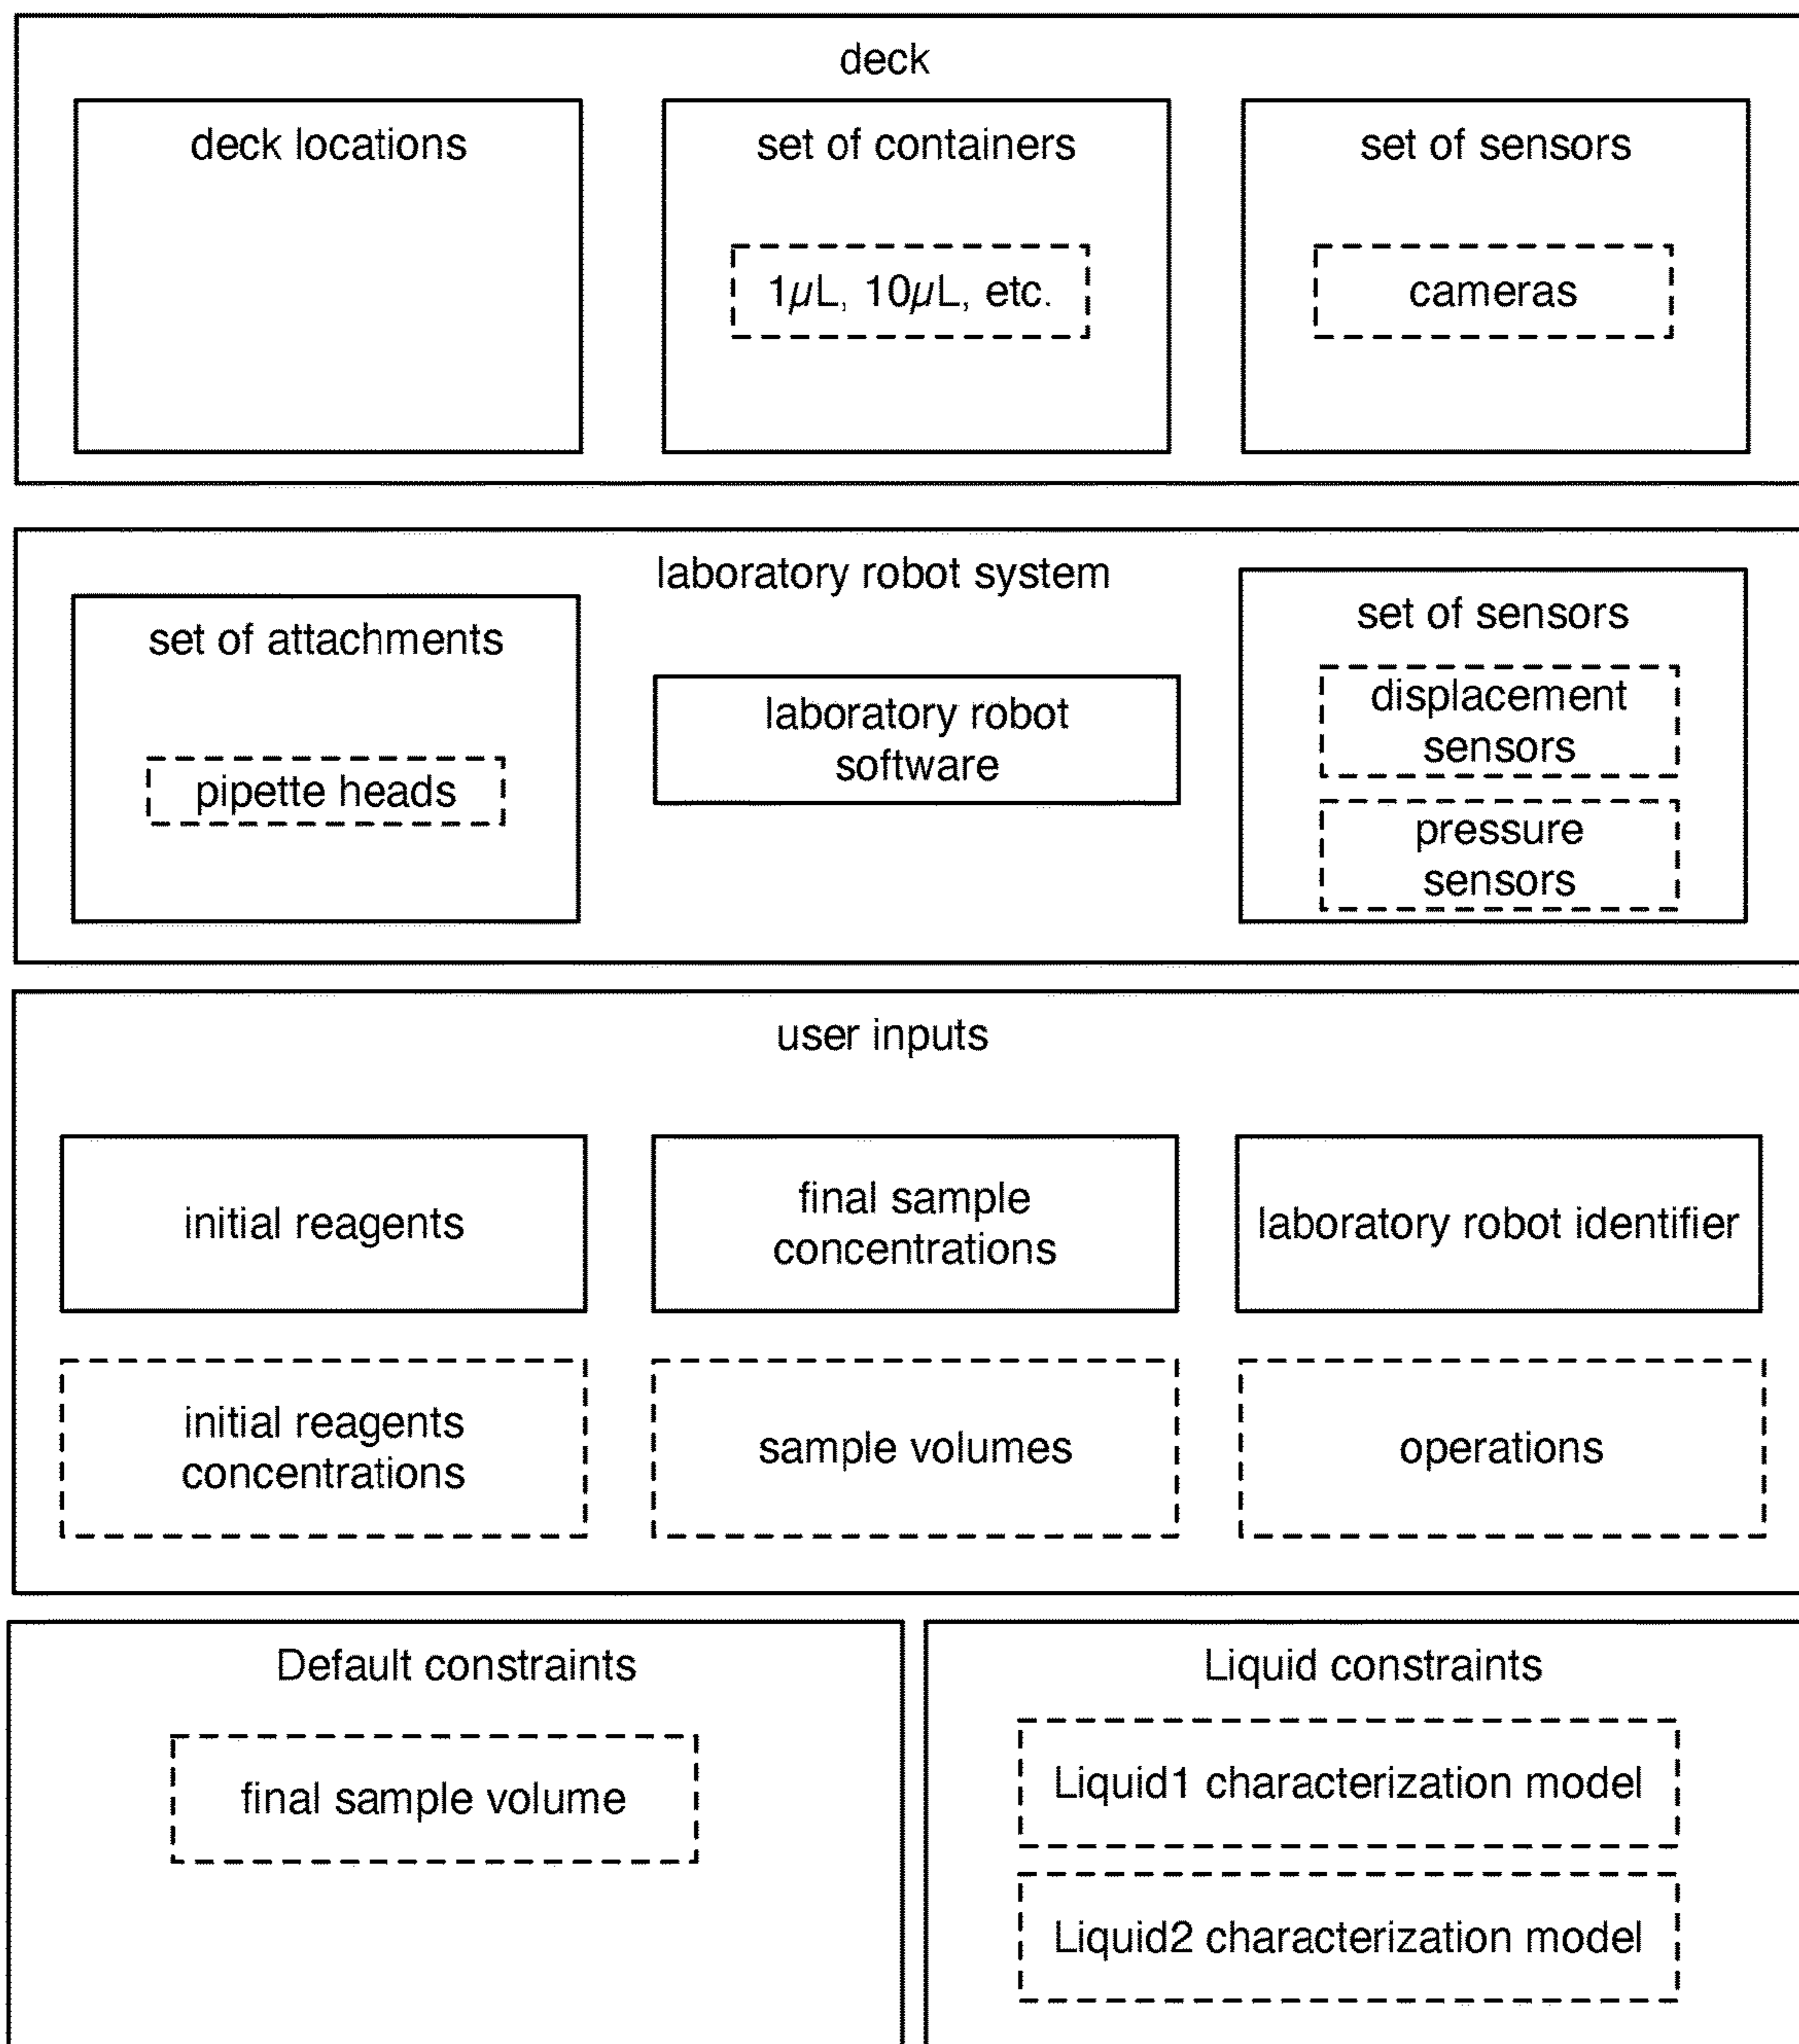 deck
deck locations
set of containers
1µL, 10µL, etc.
set of sensors
cameras
laboratory robot system
set of attachments
pipette heads
laboratory robot
software
set of sensors
displacement
sensors
pressure
sensors
user inputs
initial reagents
final sample
concentrations
laboratory robot identifier
initial reagents
concentrations
sample volumes
operations
Default constraints
final sample volume
Liquid constraints
Liquid1 characterization model
Liquid2 characterization model